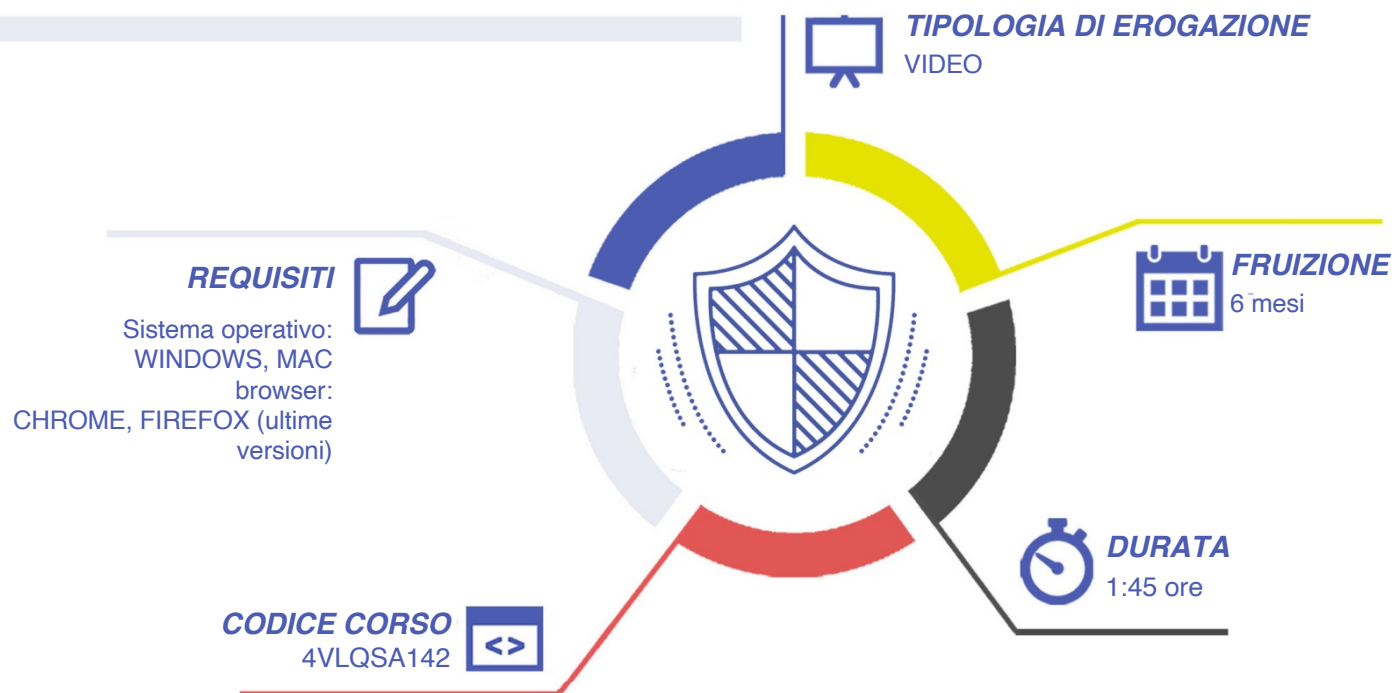 TIPOLOGIA DI EROGAZIONE
VIDEO
REQUISITI
Sistema operativo:
WINDOWS, MAC
browser:
CHROME, FIREFOX (ultime
versioni)
FRUIZIONE
6 mesi
DURATA
1:45 ore
CODICE CORSO
4VLQSA142
<>